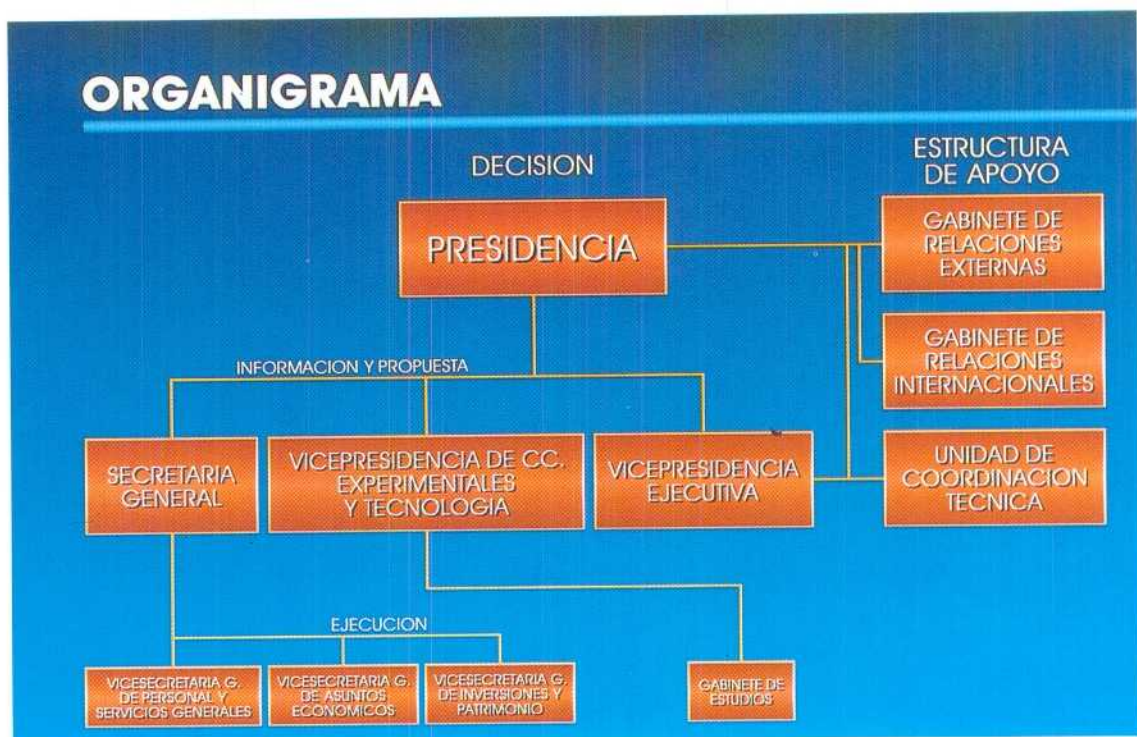 ORGANIGRAMA
DECISION
ESTRUCTURA
DE APOYO
PRESIDENCIA
GABINETE DE
RELACIONES
EXTERNAS
GABINETE DE
RELACIONES
INTERNACIONALES
INFORMACION Y PROPUESTA
SECRETARIA
GENERAL
VICEPRESIDENCIA DE CC.
EXPERIMENTALES
Y TECNOLOGIA
VICEPRESIDENCIA
EJECUTIVA
UNIDAD DE
COORDINACION
TECNICA
EJECUCION
VICESECRETARIA G.
DE PERSONAL Y
SERVICIOS GENERALES
VICESECRETARIA G.
DE ASUNTOS
ECONOMICOS
VICESECRETARIA G.
DE INVERSIONES Y
PATRIMONIO
GABINETE DE
ESTUDIOS